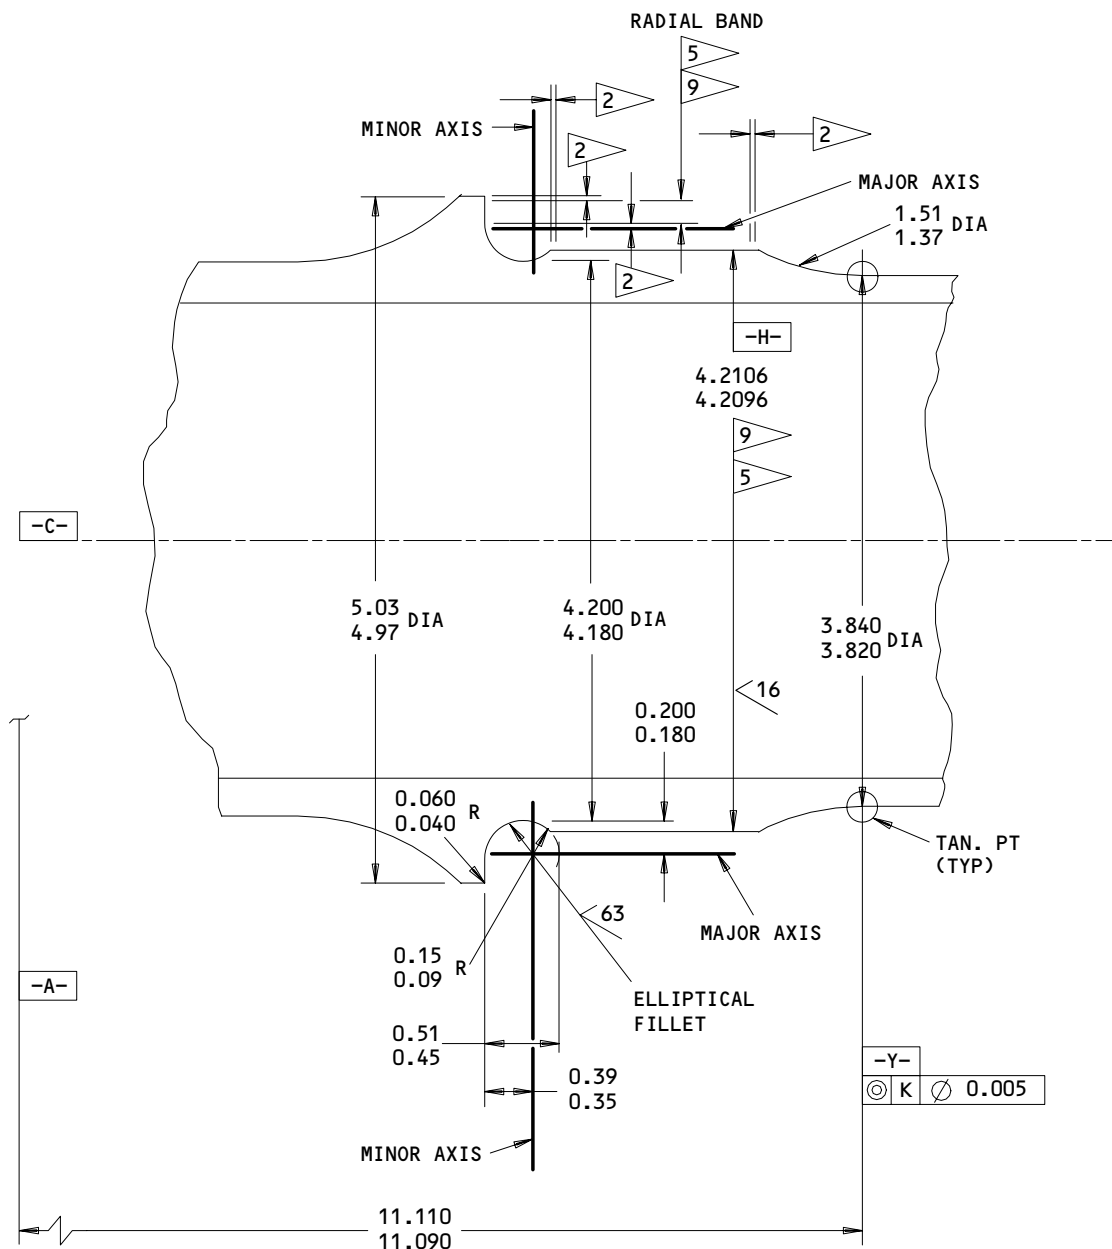 RADIAL BAND
5
9
2
MINOR AXIS
2
2
MAJOR AXIS
1.51
1.37 DIA
2
-H-
4.2106
4.2096
9
5
-C-
5.03
4.97 DIA
4.200
4.180 DIA
3.840
3.820 DIA
16
0.200
0.180
0.060
0.040 R
TAN. PT
(TYP)
63
MAJOR AXIS
0.15
0.09 R
-A-
ELLIPTICAL
FILLET
0.51
0.45
-Y-
0.39
0.35
◎ K ∅ 0.005
MINOR AXIS
11.110
11.090